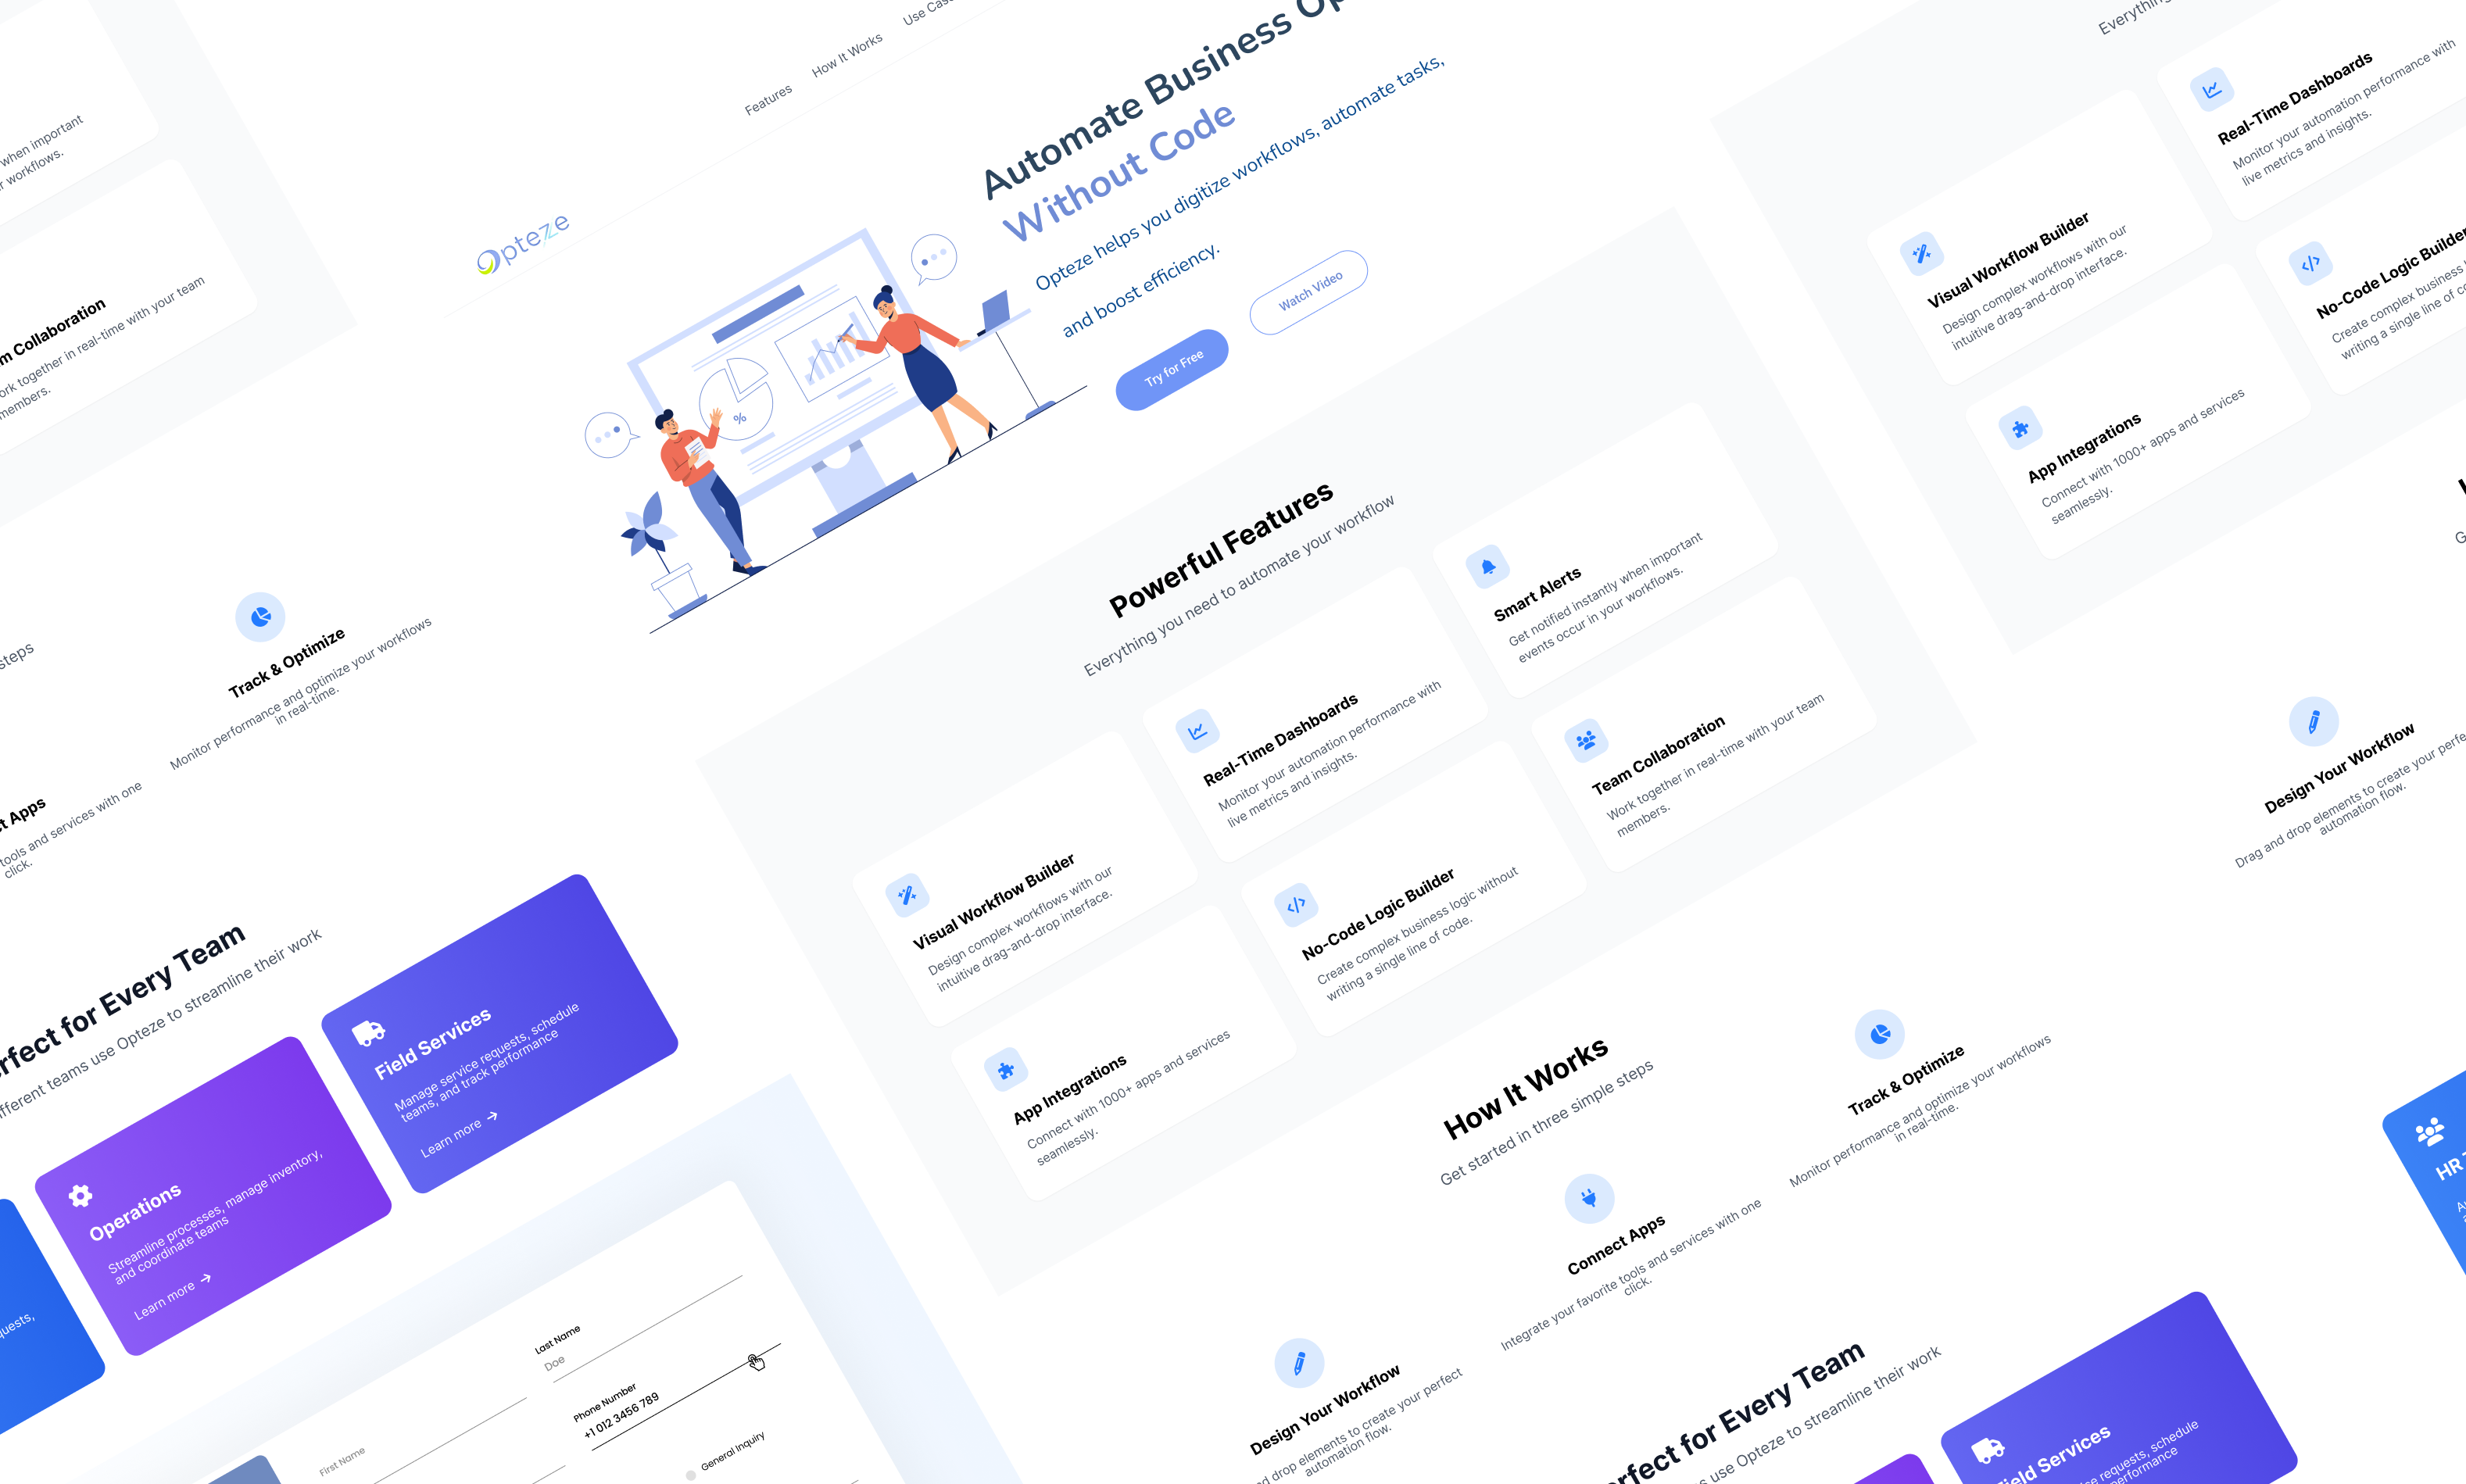 when important
r workflows.
m Collaboration
ork together in real-time with your team
members.
steps
Track & Optimize
Monitor performance and optimize your workflows
in real-time.
t Apps
tools and services with one
click.
rfect for Every Team
fferent teams use Opteze to streamline their work
Field Services
Manage service requests, schedule
teams, and track performance
Learn more →
Operations
Streamline processes, manage inventory,
and coordinate teams
Learn more →
quests,
Last Name
Doe
First Name
Phone Number
+1 012 3456 789
General Inquiry
Opteze
Features
How It Works
Use Cas
Automate Business Op
Without Code
Opteze helps you digitize workflows, automate tasks,
and boost efficiency.
Try for Free
Watch Video
%
Powerful Features
Everything you need to automate your workflow
Visual Workflow Builder
Design complex workflows with our
intuitive drag-and-drop interface.
Real-Time Dashboards
Monitor your automation performance with
live metrics and insights.
Smart Alerts
Get notified instantly when important
events occur in your workflows.
App Integrations
Connect with 1000+ apps and services
seamlessly.
No-Code Logic Builder
Create complex business logic without
writing a single line of code.
Team Collaboration
Work together in real-time with your team
members.
How It Works
Get started in three simple steps
Design Your Workflow
d drop elements to create your perfect
automation flow.
Connect Apps
Integrate your favorite tools and services with one
click.
Track & Optimize
Monitor performance and optimize your workflows
in real-time.
rfect for Every Team
s use Opteze to streamline their work
Field Services
ce requests, schedule
performance
Everything
Visual Workflow Builder
Design complex workflows with our
intuitive drag-and-drop interface.
Real-Time Dashboards
Monitor your automation performance with
live metrics and insights.
App Integrations
Connect with 1000+ apps and services
seamlessly.
No-Code Logic Builder
Create complex business
writing a single line of co
Design Your Workflow
Drag and drop elements to create your perfe
automation flow.
HR